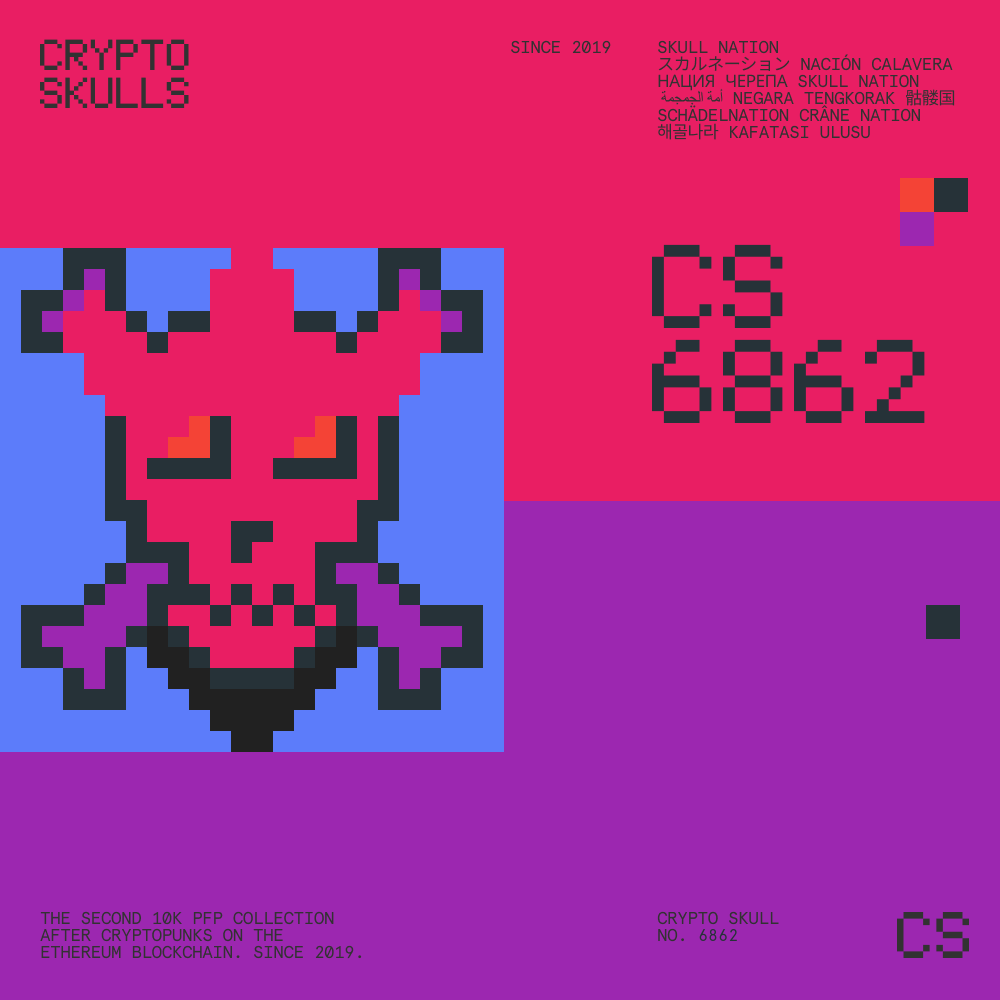 CRYPTO
SKULLS
SINCE 2019
SKULL NATION
スカルネーション NACIÓN CALAVERA
НАЦИЯ ЧЕРЕПА SKULL NATION
أمة الجمجمة NEGARA TENGKORAK 骷髅国
SCHÄDELNATION CRÂNE NATION
해골나라 KAFATASI ULUSU
CS
6862
THE SECOND 10K PFP COLLECTION
AFTER CRYPTOPUNKS ON THE
ETHEREUM BLOCKCHAIN. SINCE 2019.
CRYPTO SKULL
NO. 6862
CS